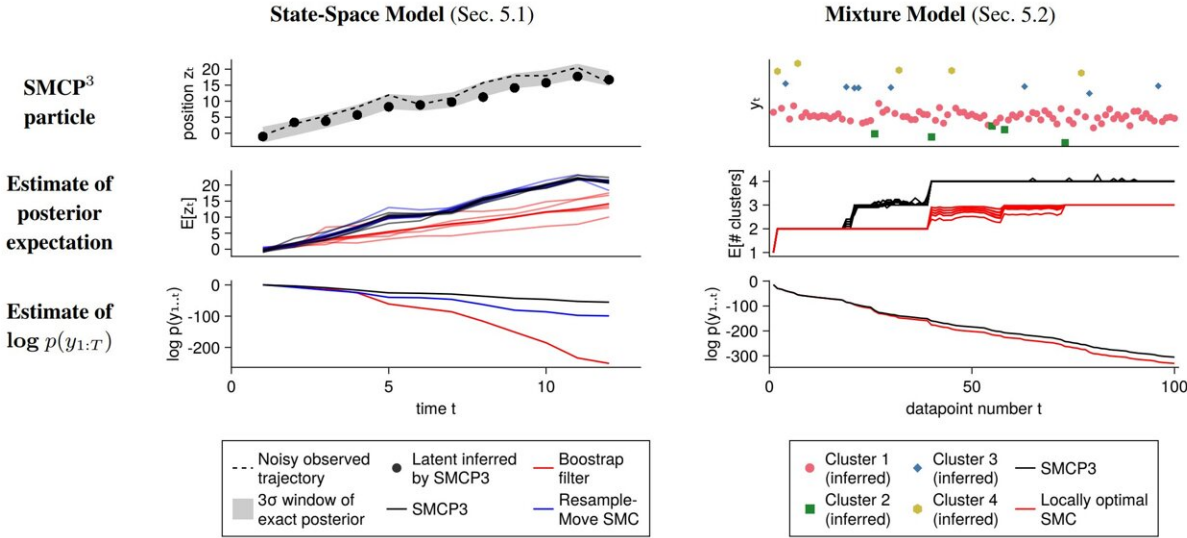 State-Space Model (Sec. 5.1)
Mixture Model (Sec. 5.2)
SMCP³
particle
position zₜ
20
15
10
5
0
yₜ
Estimate of
posterior
expectation
E[zₜ]
20
15
10
5
0
E[# clusters]
4
3
2
1
Estimate of
log p(y₁:T)
log p(y₁..ₜ)
0
-100
-200
0
5
10
time t
log p(y₁..ₜ)
0
-100
-200
-300
0
50
100
datapoint number t
Noisy observed
trajectory
3σ window of
exact posterior
Latent inferred
by SMCP3
SMCP3
Boostrap
filter
Resample-
Move SMC
Cluster 1
(inferred)
Cluster 2
(inferred)
Cluster 3
(inferred)
Cluster 4
(inferred)
SMCP3
Locally optimal
SMC